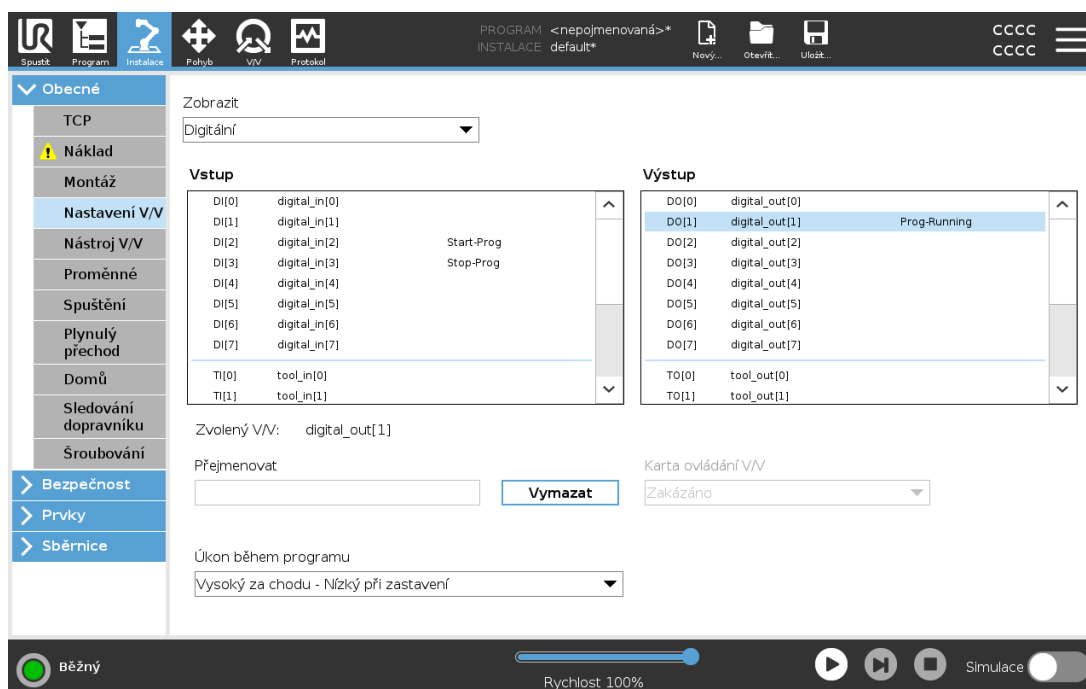 PROGRAM <nepojmenovaná>*
INSTALACE default*
CCCC
CCCC
Spustit Program Instalace Pohyb V/V Protokol Nový... Otevřít... Uložit...
Obecné
TCP
Náklad
Montáž
Nastavení V/V
Nástroj V/V
Proměnné
Spuštění
Plynulý
přechod
Domů
Sledování
dopravníku
Šroubování
Bezpečnost
Prvky
Sběrnice
Zobrazit
Digitální
Vstup
DI[0] digital_in[0]
DI[1] digital_in[1]
DI[2] digital_in[2] Start-Prog
DI[3] digital_in[3] Stop-Prog
DI[4] digital_in[4]
DI[5] digital_in[5]
DI[6] digital_in[6]
DI[7] digital_in[7]
TI[0] tool_in[0]
TI[1] tool_in[1]
Výstup
DO[0] digital_out[0]
DO[1] digital_out[1] Prog-Running
DO[2] digital_out[2]
DO[3] digital_out[3]
DO[4] digital_out[4]
DO[5] digital_out[5]
DO[6] digital_out[6]
DO[7] digital_out[7]
TO[0] tool_out[0]
TO[1] tool_out[1]
Zvolený V/V: digital_out[1]
Přejmenovat
Vymazat
Karta ovládání V/V
Zakázáno
Úkon během programu
Vysoký za chodu - Nízký při zastavení
Běžný
Rychlost 100%
Simulace